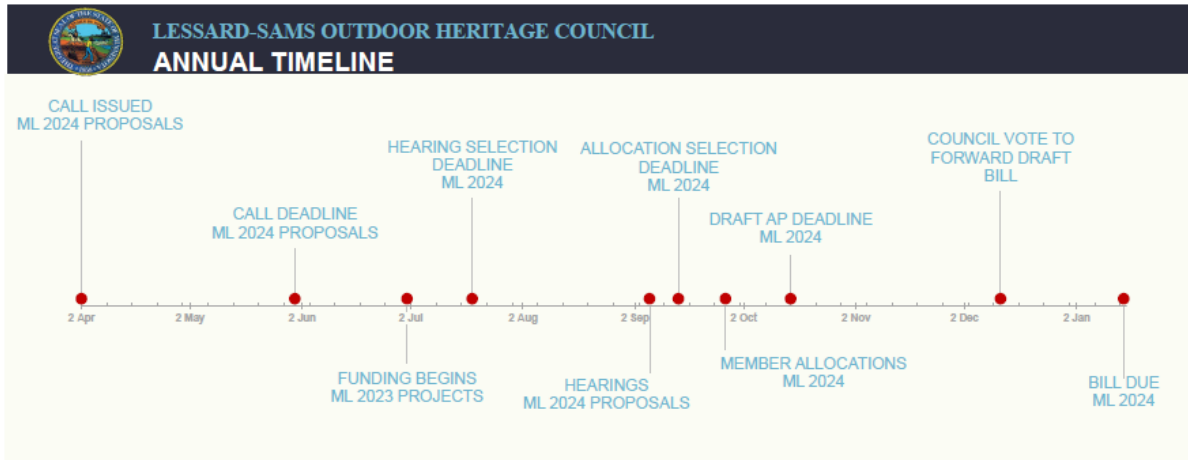 LESSARD-SAMS OUTDOOR HERITAGE COUNCIL
ANNUAL TIMELINE
CALL ISSUED
ML 2024 PROPOSALS
HEARING SELECTION
DEADLINE
ML 2024
ALLOCATION SELECTION
DEADLINE
ML 2024
COUNCIL VOTE TO
FORWARD DRAFT
BILL
CALL DEADLINE
ML 2024 PROPOSALS
DRAFT AP DEADLINE
ML 2024
2 Apr
2 May
2 Jun
2 Jul
2 Aug
2 Sep
2 Oct
2 Nov
2 Dec
2 Jan
FUNDING BEGINS
ML 2023 PROJECTS
HEARINGS
ML 2024 PROPOSALS
MEMBER ALLOCATIONS
ML 2024
BILL DUE
ML 2024